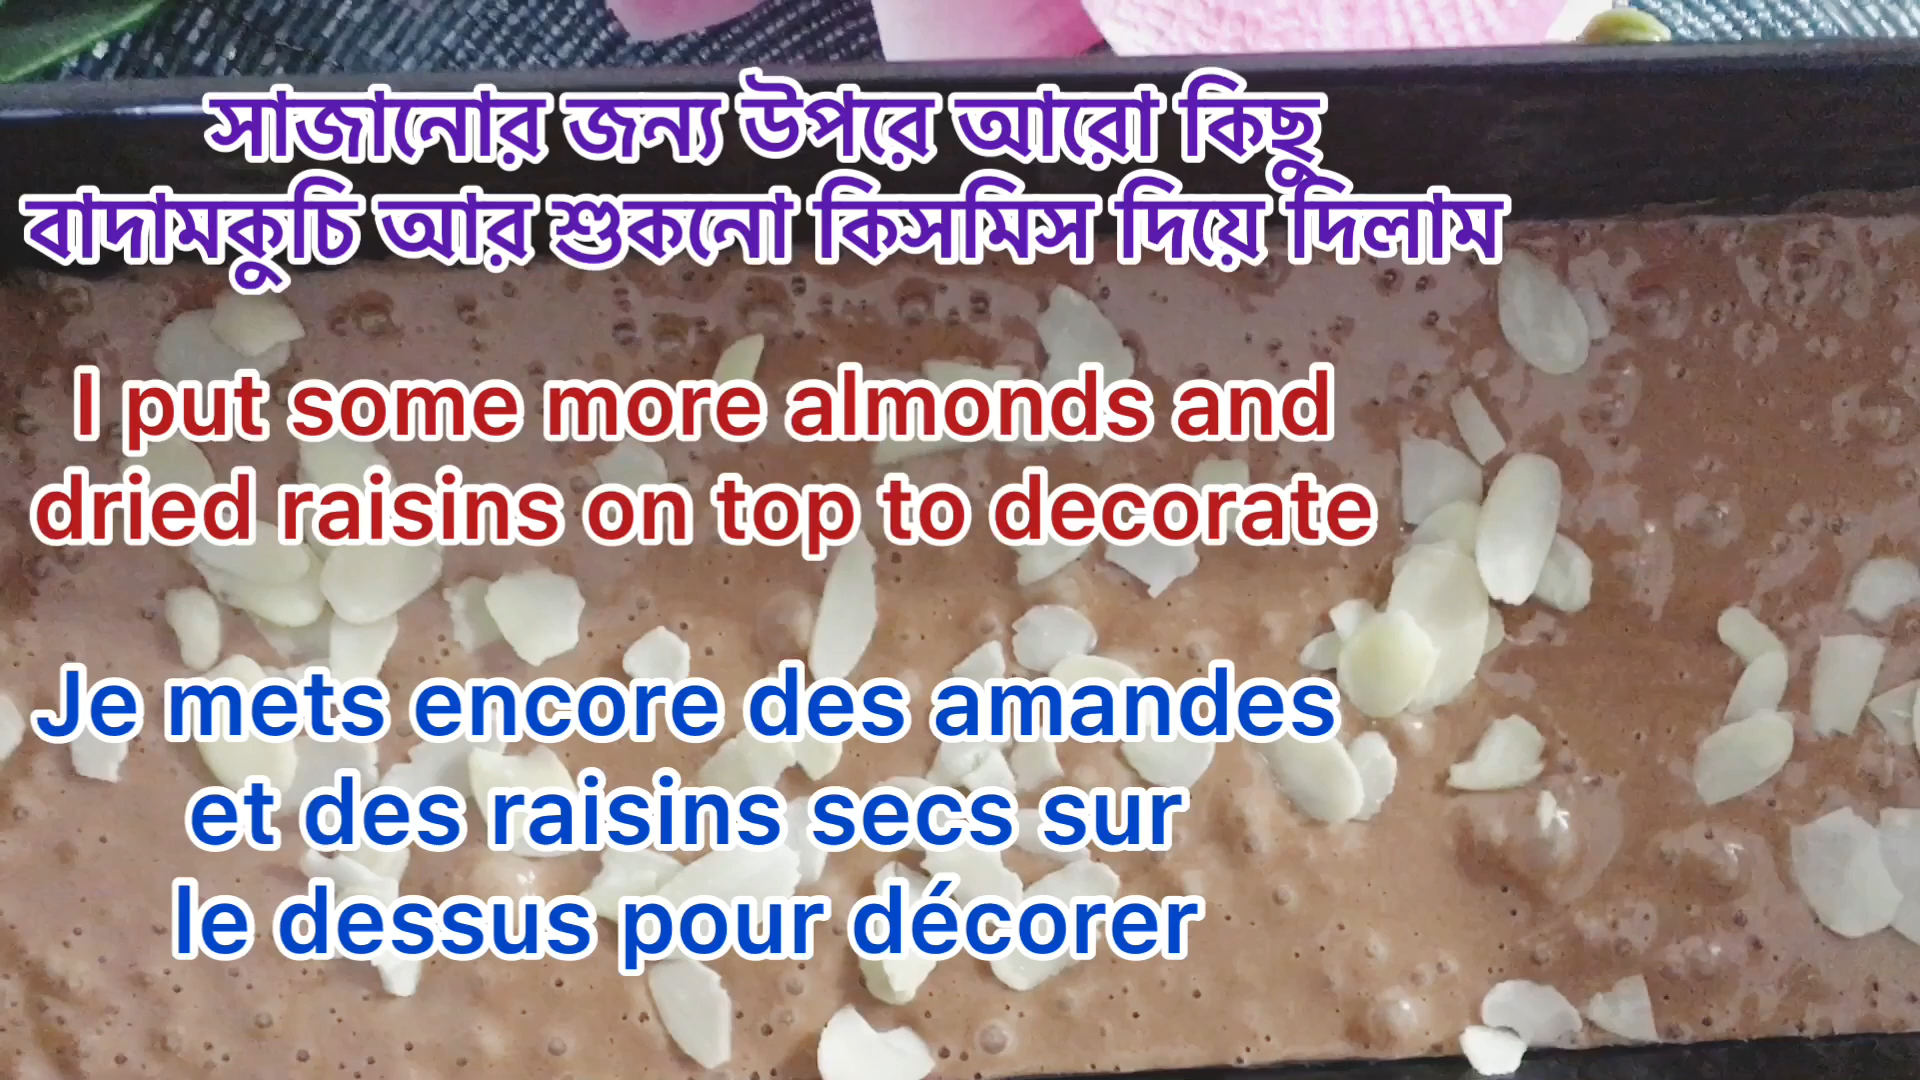 সাজানোর জন্য উপরে আরো কিছু
বাদামকুচি আর শুকনো কিসমিস দিয়ে দিলাম
I put some more almonds and
dried raisins on top to decorate
Je mets encore des amandes
et des raisins secs sur
le dessus pour décorer